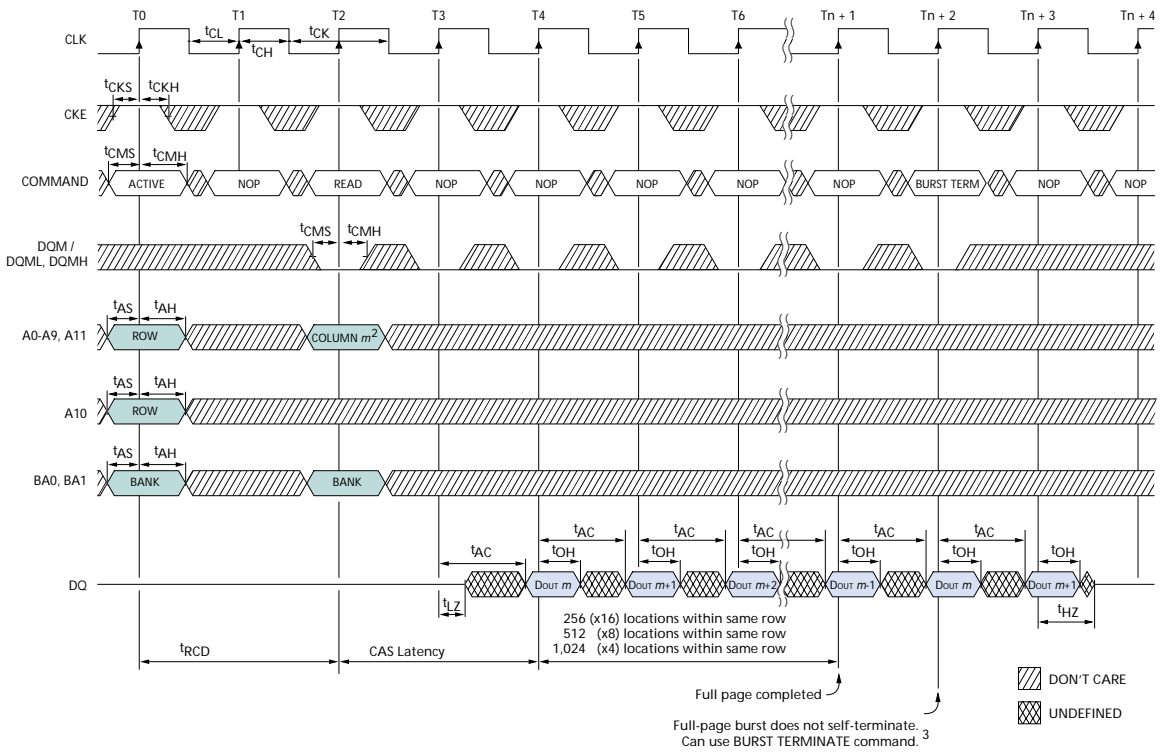 T0 T1 T2 T3 T4 T5 T6 Tn + 1 Tn + 2 Tn + 3 Tn + 4
CLK
tCL tCH tCK
tCKS tCKH
CKE
tCMS tCMH
COMMAND ACTIVE NOP READ NOP NOP NOP NOP NOP BURST TERM NOP NOP
tCMS tCMH
DQM /
DQML, DQMH
tAS tAH
A0-A9, A11 ROW COLUMN m2
tAS tAH
A10 ROW
tAS tAH
BA0, BA1 BANK BANK
tAC tAC tAC tAC tAC tAC
tOH tOH tOH tOH tOH tOH
DQ DOUT m DOUT m+1 DOUT m+2 DOUT m-1 DOUT m DOUT m+1
tLZ tHZ
256 (x16) locations within same row
512 (x8) locations within same row
1,024 (x4) locations within same row
tRCD CAS Latency
Full page completed
Full-page burst does not self-terminate.
Can use BURST TERMINATE command. 3
DON'T CARE
UNDEFINED